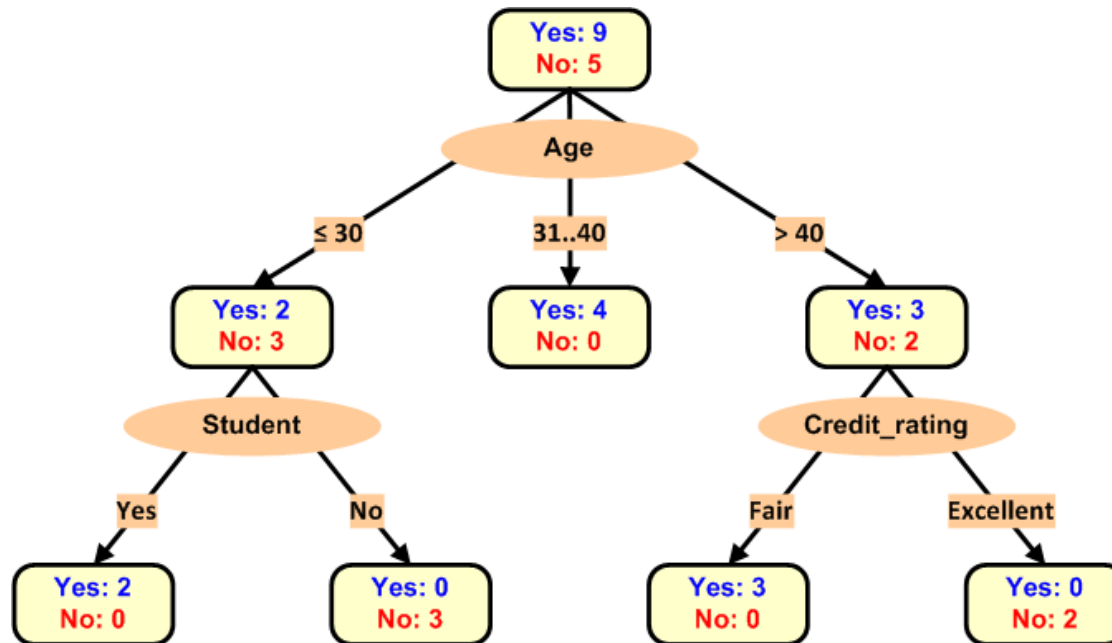 Yes: 9
No: 5
Age
≤ 30
31..40
> 40
Yes: 2
No: 3
Yes: 4
No: 0
Yes: 3
No: 2
Student
Credit_rating
Yes
No
Fair
Excellent
Yes: 2
No: 0
Yes: 0
No: 3
Yes: 3
No: 0
Yes: 0
No: 2